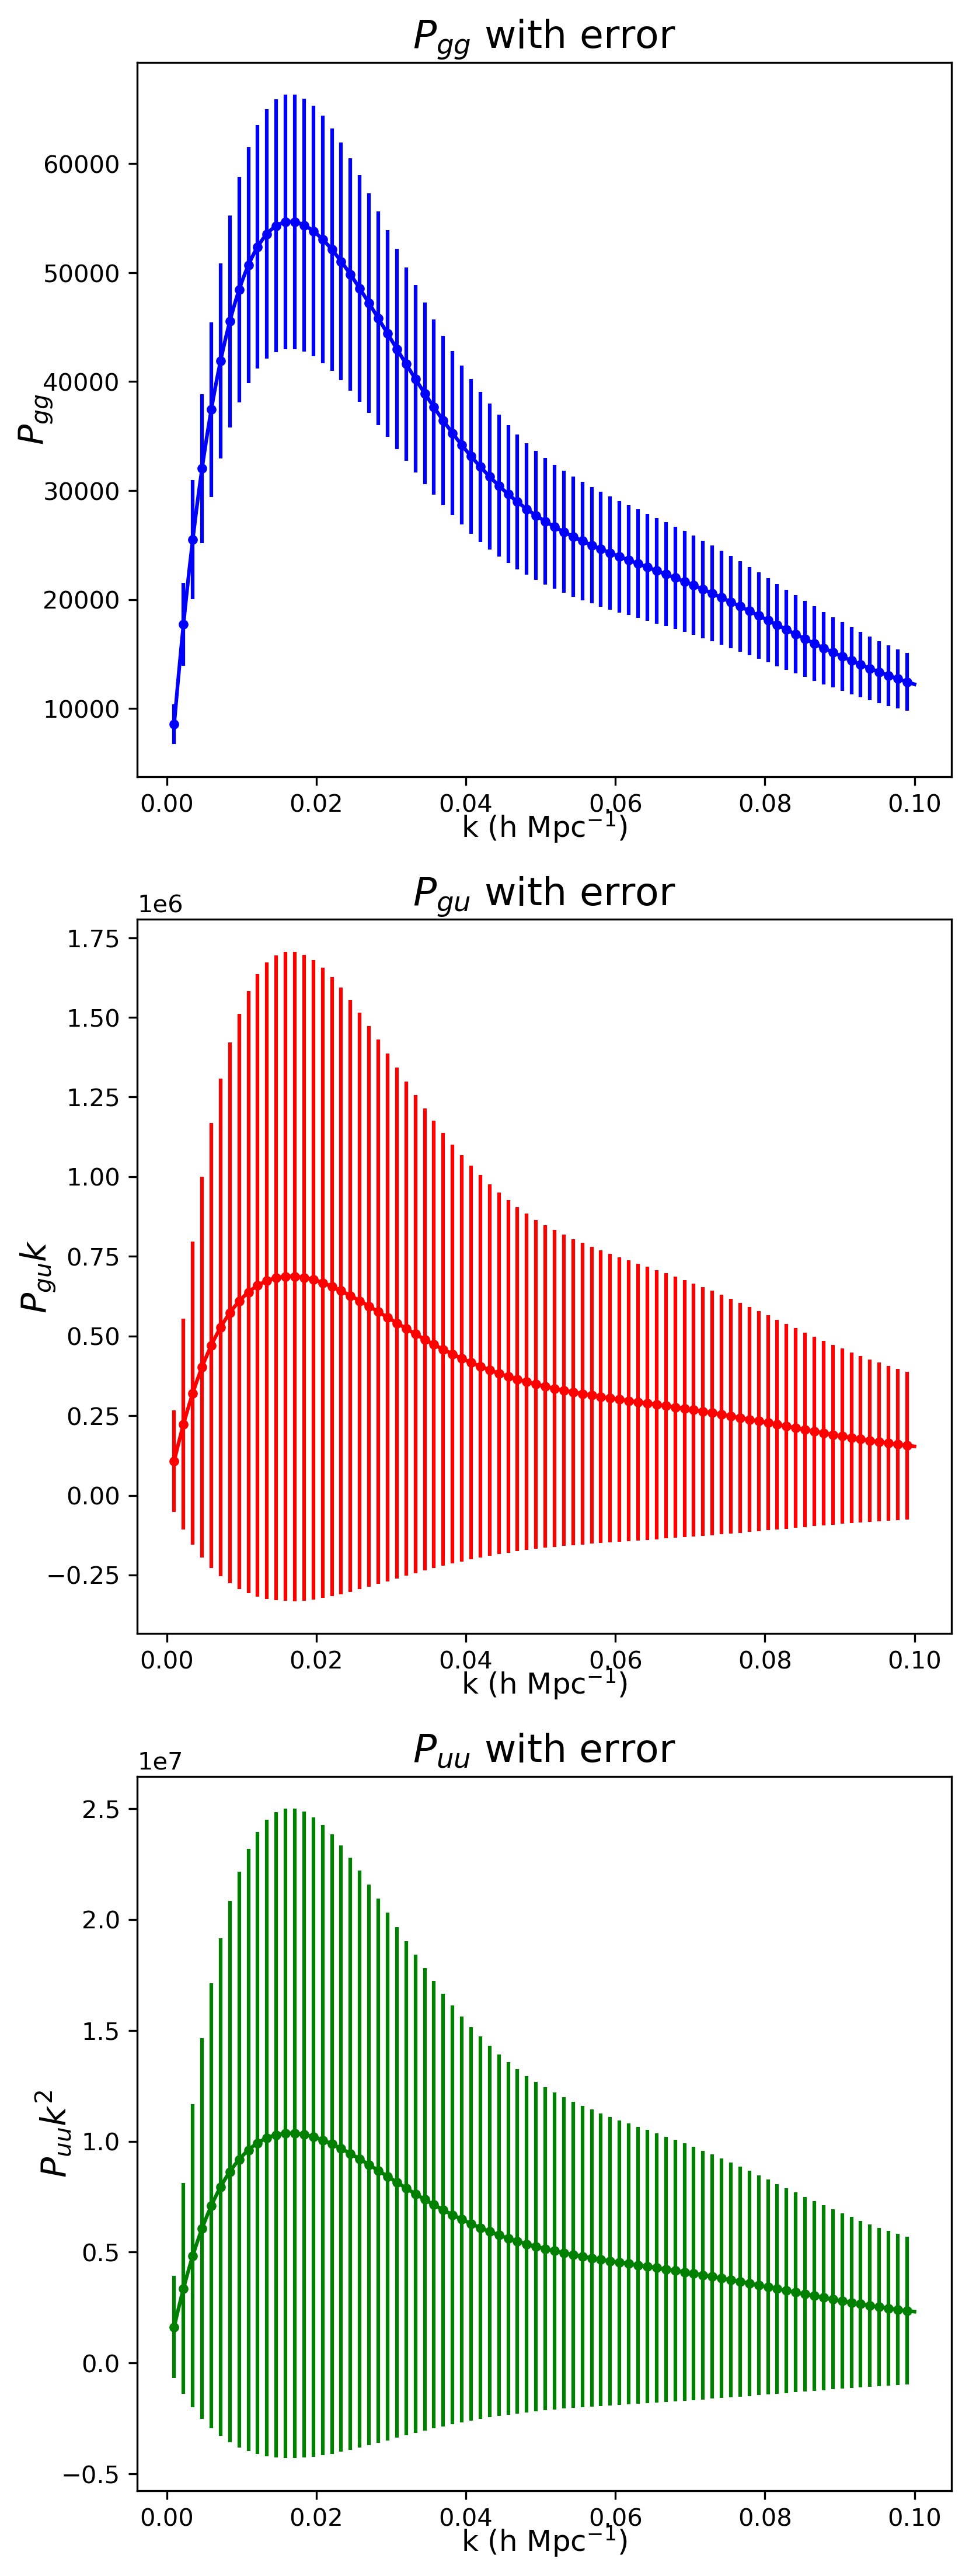 P_gg with error
60000
50000
40000
30000
20000
10000
P_gg
0.00 0.02 0.04 0.06 0.08 0.10
k (h Mpc⁻¹)
P_gu with error
1e6
1.75
1.50
1.25
1.00
0.75
0.50
0.25
0.00
−0.25
P_gu k
0.00 0.02 0.04 0.06 0.08 0.10
k (h Mpc⁻¹)
P_uu with error
1e7
2.5
2.0
1.5
1.0
0.5
0.0
−0.5
P_uu k²
0.00 0.02 0.04 0.06 0.08 0.10
k (h Mpc⁻¹)